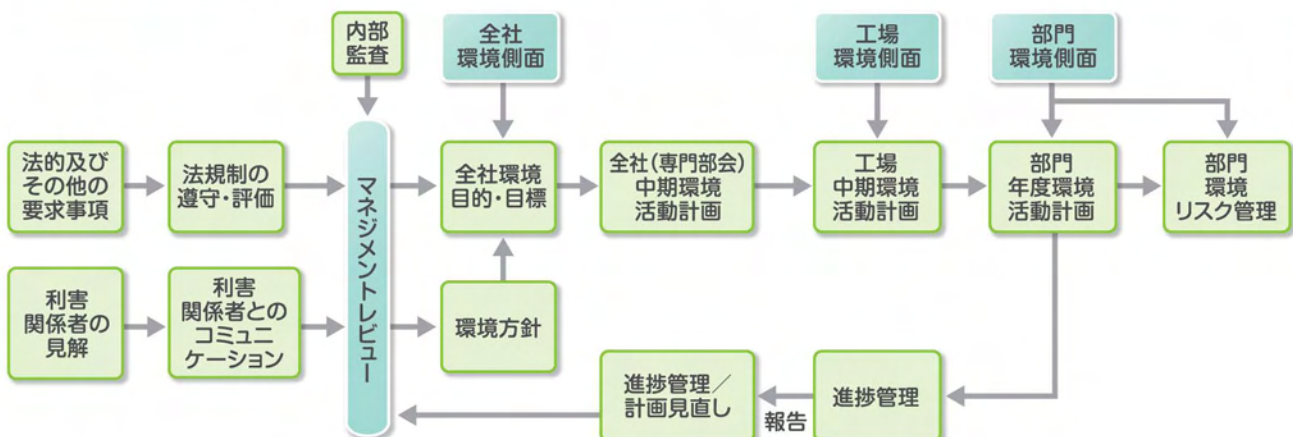 内部
監査
全社
環境側面
工場
環境側面
部門
環境側面
法的及び
その他の
要求事項
法規制の
遵守・評価
マネジメントレビュー
全社環境
目的・目標
全社(専門部会)
中期環境
活動計画
工場
中期環境
活動計画
部門
年度環境
活動計画
部門
環境
リスク管理
利害
関係者の
見解
利害
関係者との
コミュニ
ケーション
環境方針
進捗管理／
計画見直し
報告
進捗管理